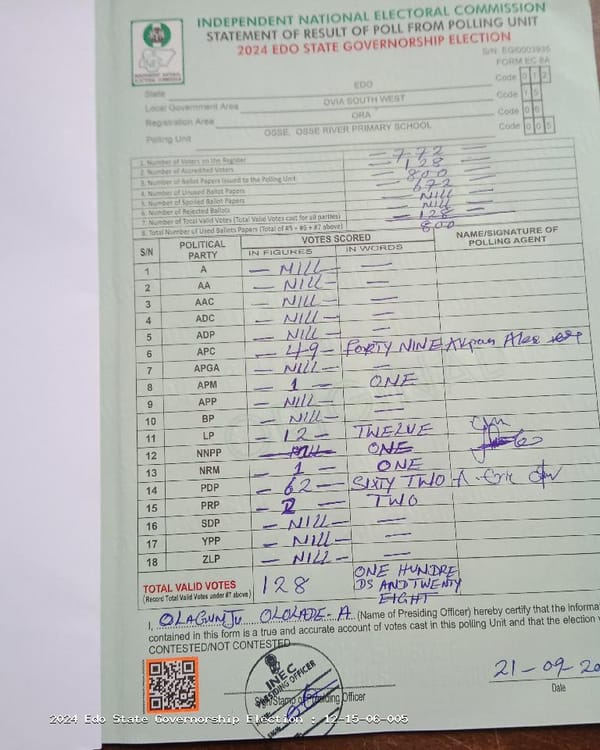 INDEPENDENT NATIONAL ELECTORAL COMMISSION
STATEMENT OF RESULT OF POLL FROM POLLING UNIT
2024 EDO STATE GOVERNORSHIP ELECTION
S/N: EG/0003935
FORM EC 8A
State EDO Code 0 1 2
Local Government Area OVIA SOUTH WEST Code 1 5
Registration Area ORA Code 0 6
Polling Unit OSSE, OSSE RIVER PRIMARY SCHOOL Code 0 0 5
1. Number of Voters on the Register — 772 —
2. Number of Accredited Voters — 128 —
3. Number of Ballot Papers Issued to the Polling Unit — 800 —
4. Number of Unused Ballot Papers — 672 —
5. Number of Spoiled Ballot Papers — NILL —
6. Number of Rejected Ballots — NILL —
7. Number of Total Valid Votes (Total Valid Votes cast for all parties) — 128 —
8. Total Number of Used Ballots Papers (Total of #5 + #6 + #7 above) 800
S/N POLITICAL PARTY VOTES SCORED NAME/SIGNATURE OF POLLING AGENT
IN FIGURES IN WORDS
1 A — NILL — —
2 AA — NILL — —
3 AAC — NILL — —
4 ADC — NILL — —
5 ADP — NILL — —
6 APC — 49 — FORTY NINE Akpan Alex
7 APGA — NILL — —
8 APM — 1 — ONE
9 APP — NILL — —
10 BP — NILL — —
11 LP — 12 — TWELVE
12 NNPP ONE
13 NRM — 1 — ONE
14 PDP — 62 — SIXTY TWO A. Eric
15 PRP — 2 — TWO
16 SDP — NILL — —
17 YPP — NILL — —
18 ZLP — NILL — —
TOTAL VALID VOTES 128 ONE HUNDRE
(Record Total Valid Votes under #7 above) DS AND TWENTY
EIGHT
I, OLAGUNJU OLOLADE-A (Name of Presiding Officer) hereby certify that the informa
contained in this form is a true and accurate account of votes cast in this polling Unit and that the election w
CONTESTED/NOT CONTESTED
INEC
PRESIDING OFFICER
Sign/Stamp of Presiding Officer
21-09-20
Date
2024 Edo State Governorship Election : 12-15-06-005